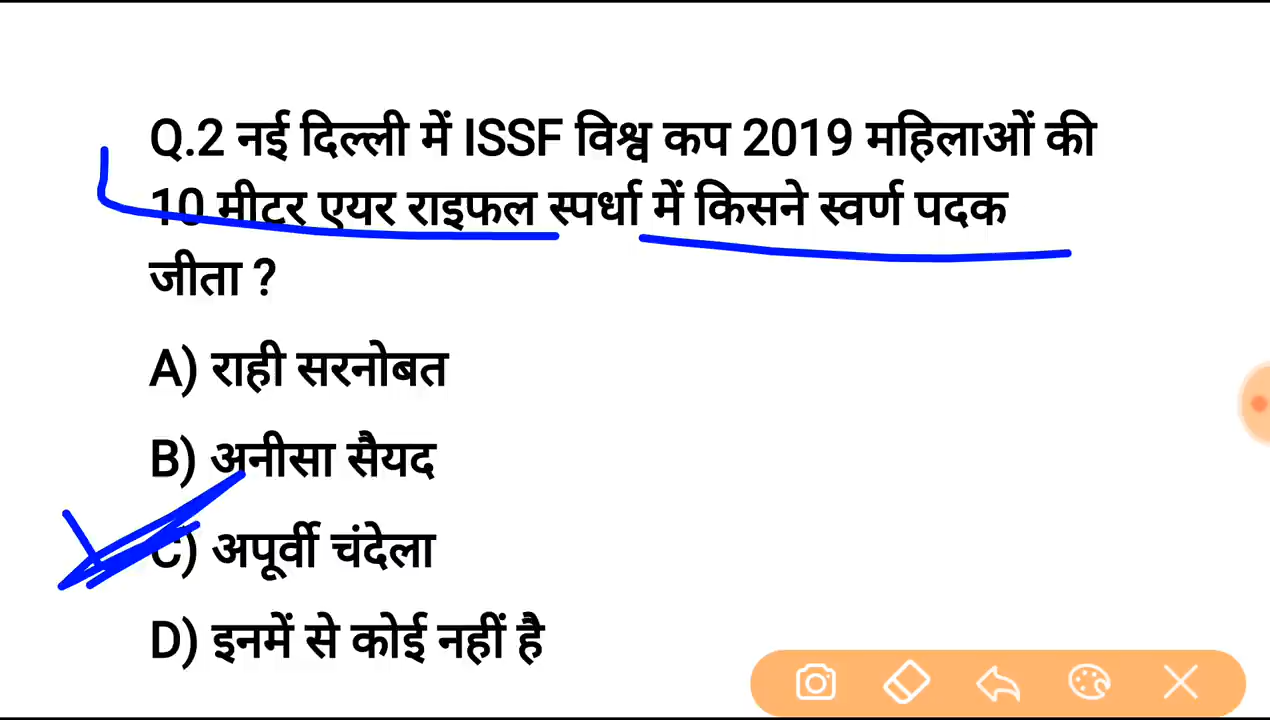 Q.2 नई दिल्ली में ISSF विश्व कप 2019 महिलाओं की
10 मीटर एयर राइफल स्पर्धा में किसने स्वर्ण पदक
जीता ?
A) राही सरनोबत
B) अनीसा सैयद
C) अपूर्वी चंदेला
D) इनमें से कोई नहीं है